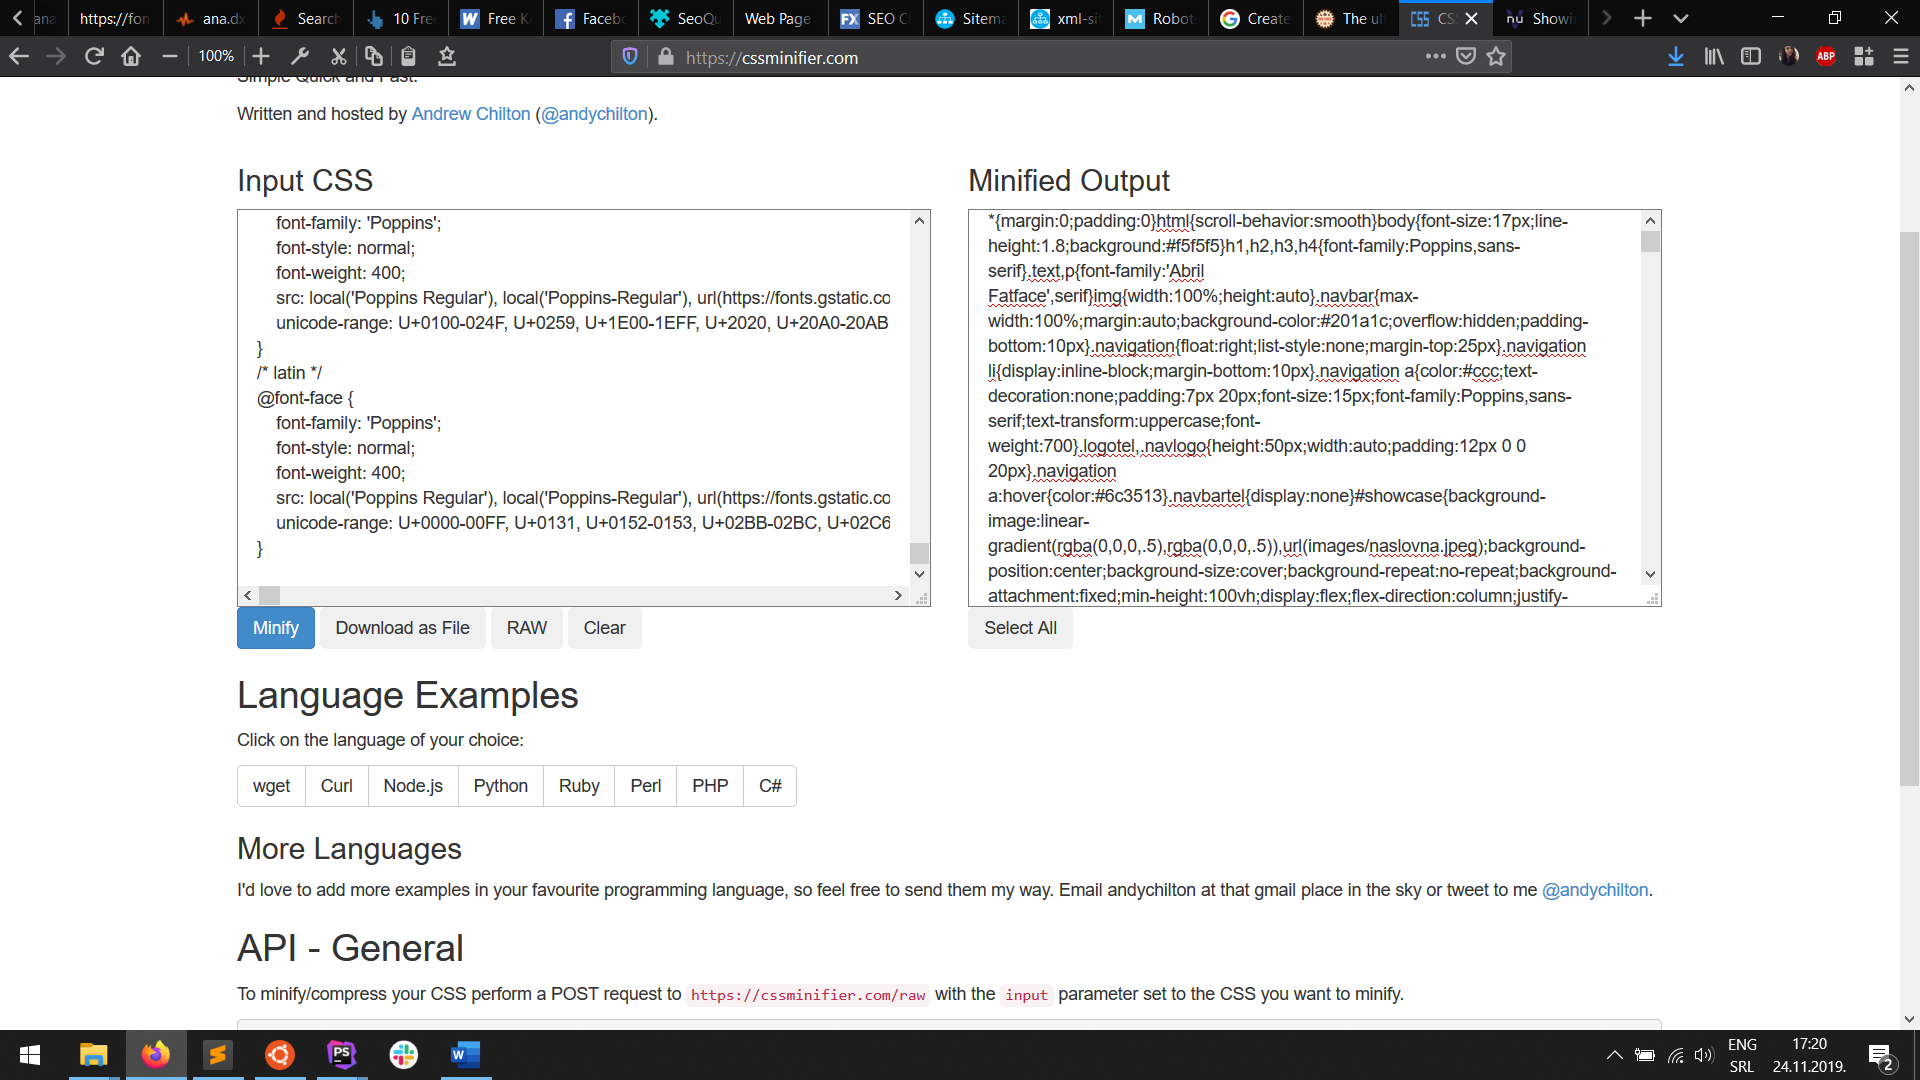 ana
https://fon
ana.dx
Search
10 Fre
Free K
Facebo
SeoQu
Web Page
SEO C
Sitema
xml-si
Robot
Create
The ul
CS
Showi
100%
https://cssminifier.com
ABP
Simple Quick and Fast.
Written and hosted by Andrew Chilton (@andychilton).
Input CSS
font-family: 'Poppins';
font-style: normal;
font-weight: 400;
src: local('Poppins Regular'), local('Poppins-Regular'), url(https://fonts.gstatic.co
unicode-range: U+0100-024F, U+0259, U+1E00-1EFF, U+2020, U+20A0-20AB
}
/* latin */
@font-face {
font-family: 'Poppins';
font-style: normal;
font-weight: 400;
src: local('Poppins Regular'), local('Poppins-Regular'), url(https://fonts.gstatic.co
unicode-range: U+0000-00FF, U+0131, U+0152-0153, U+02BB-02BC, U+02C6
}
Minify
Download as File
RAW
Clear
Minified Output
*{margin:0;padding:0}html{scroll-behavior:smooth}body{font-size:17px;line-
height:1.8;background:#f5f5f5}h1,h2,h3,h4{font-family:Poppins,sans-
serif}.text,p{font-family:'Abril
Fatface',serif}img{width:100%;height:auto}.navbar{max-
width:100%;margin:auto;background-color:#201a1c;overflow:hidden;padding-
bottom:10px}.navigation{float:right;list-style:none;margin-top:25px}.navigation
li{display:inline-block;margin-bottom:10px}.navigation a{color:#ccc;text-
decoration:none;padding:7px 20px;font-size:15px;font-family:Poppins,sans-
serif;text-transform:uppercase;font-
weight:700}.logotel,.navlogo{height:50px;width:auto;padding:12px 0 0
20px}.navigation
a:hover{color:#6c3513}.navbartel{display:none}#showcase{background-
image:linear-
gradient(rgba(0,0,0,.5),rgba(0,0,0,.5)),url(images/naslovna.jpeg);background-
position:center;background-size:cover;background-repeat:no-repeat;background-
attachment:fixed;min-height:100vh;display:flex;flex-direction:column;justify-
Select All
Language Examples
Click on the language of your choice:
wget
Curl
Node.js
Python
Ruby
Perl
PHP
C#
More Languages
I'd love to add more examples in your favourite programming language, so feel free to send them my way. Email andychilton at that gmail place in the sky or tweet to me @andychilton.
API - General
To minify/compress your CSS perform a POST request to https://cssminifier.com/raw with the input parameter set to the CSS you want to minify.
ENG
SRL
17:20
24.11.2019.
2